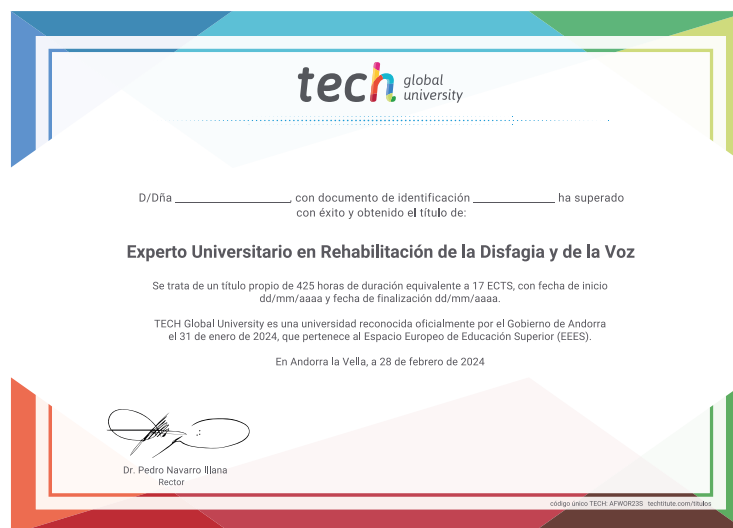 tech global university
D/Dña ____________________, con documento de identificación ______________ ha superado
con éxito y obtenido el título de:
Experto Universitario en Rehabilitación de la Disfagia y de la Voz
Se trata de un título propio de 425 horas de duración equivalente a 17 ECTS, con fecha de inicio
dd/mm/aaaa y fecha de finalización dd/mm/aaaa.
TECH Global University es una universidad reconocida oficialmente por el Gobierno de Andorra
el 31 de enero de 2024, que pertenece al Espacio Europeo de Educación Superior (EEES).
En Andorra la Vella, a 28 de febrero de 2024
Dr. Pedro Navarro Illana
Rector
código único TECH: AFWOR23S techtitute.com/titulos